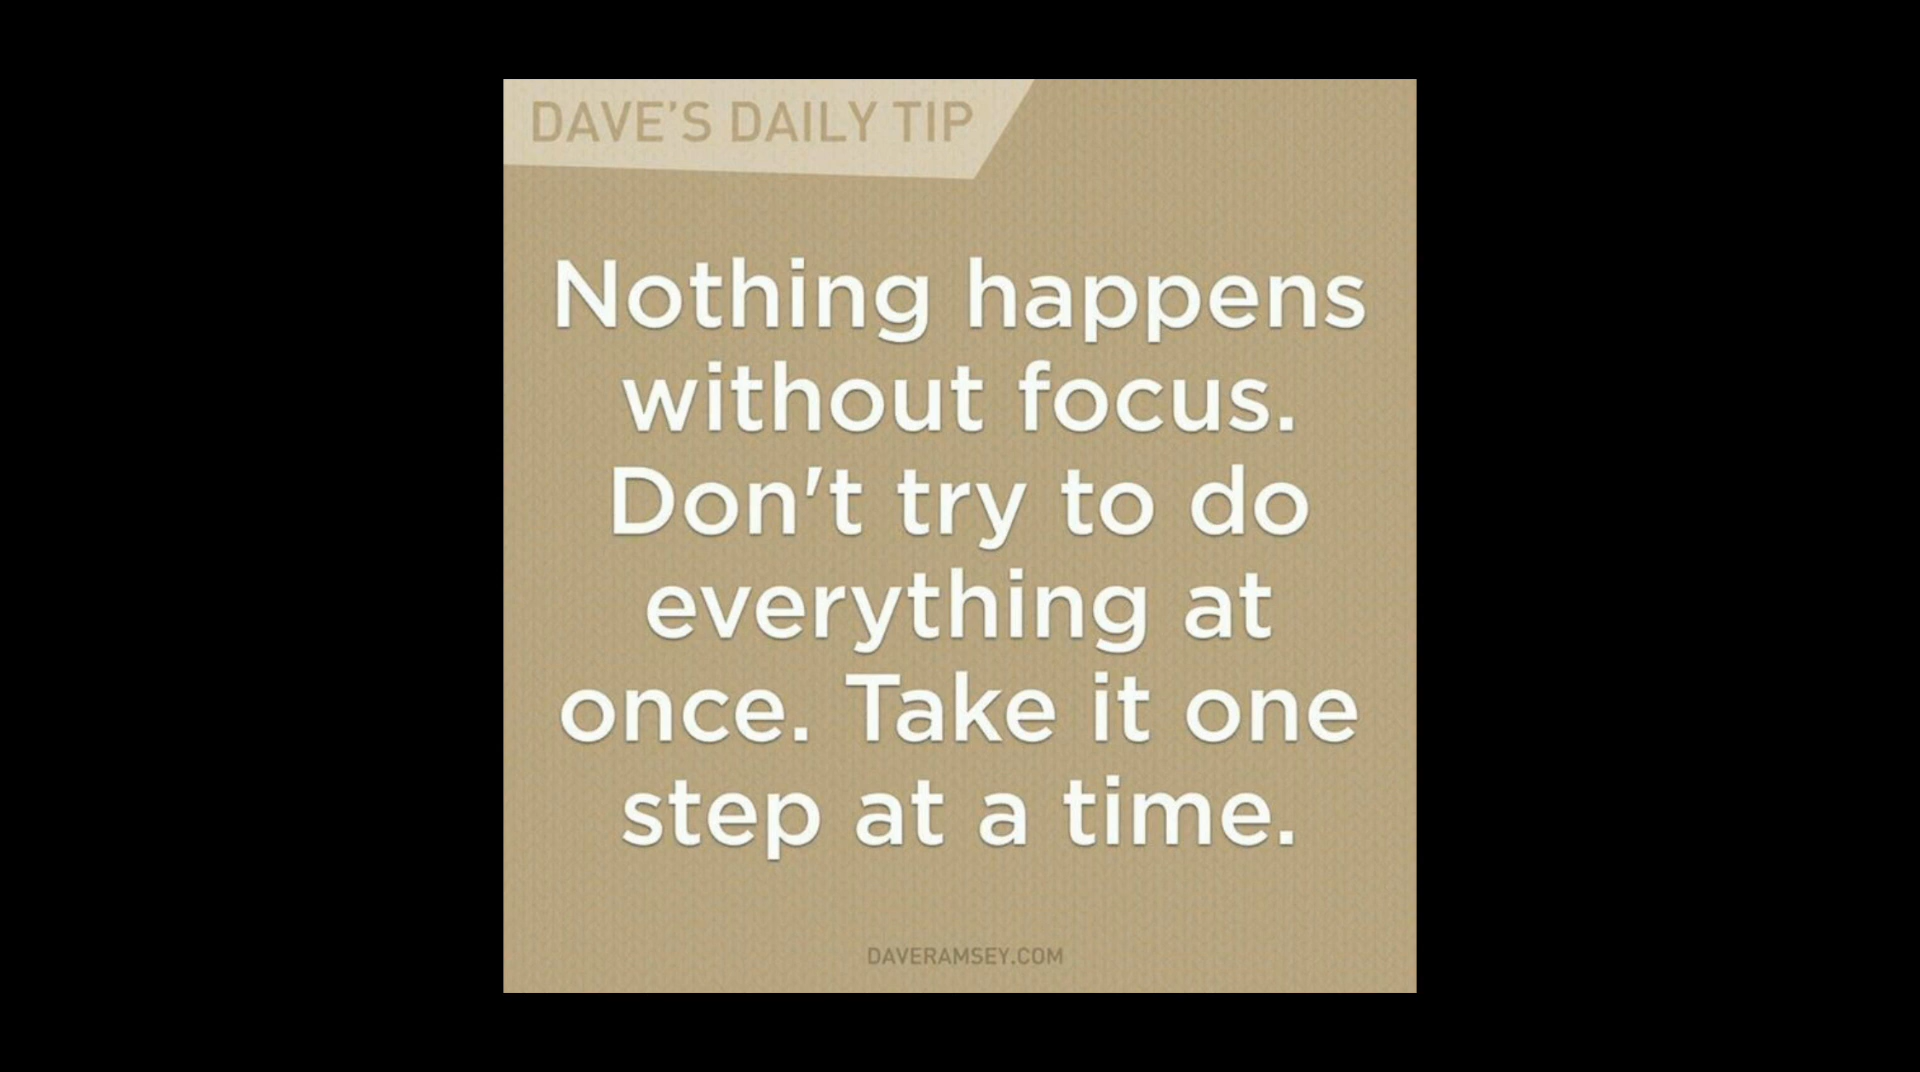 DAVE'S DAILY TIP
Nothing happens
without focus.
Don't try to do
everything at
once. Take it one
step at a time.
DAVERAMSEY.COM